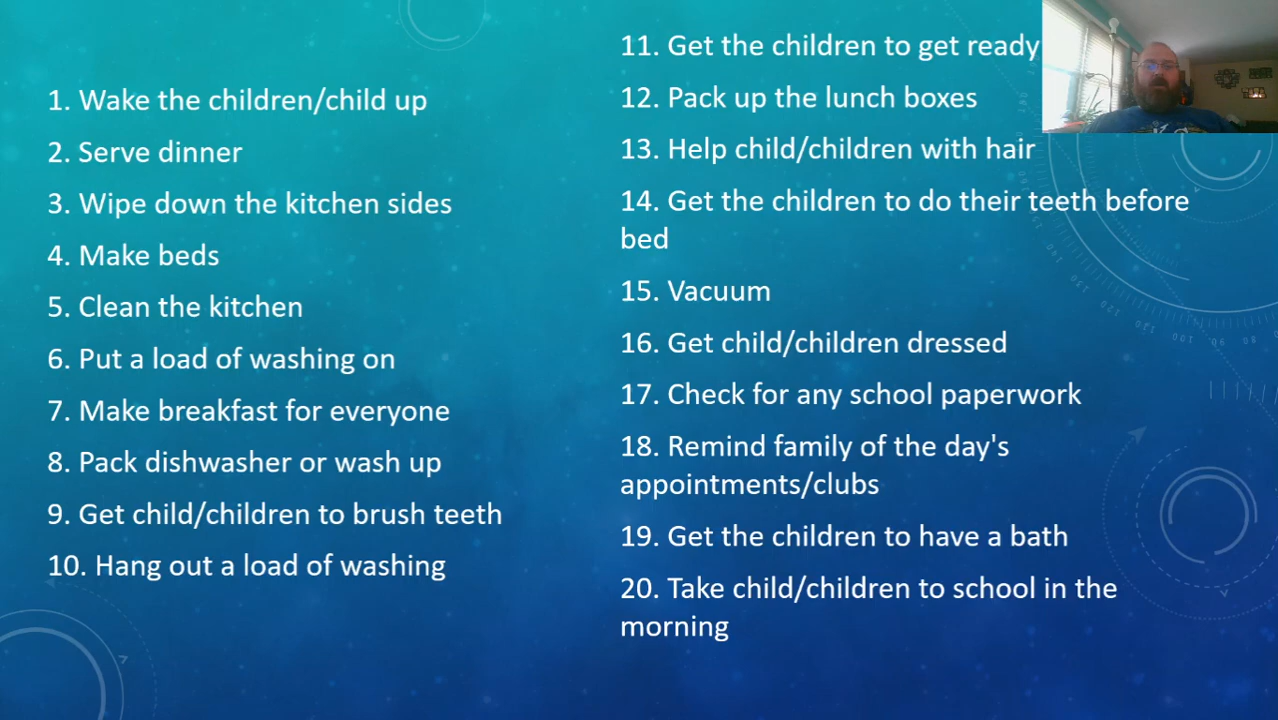 1. Wake the children/child up
2. Serve dinner
3. Wipe down the kitchen sides
4. Make beds
5. Clean the kitchen
6. Put a load of washing on
7. Make breakfast for everyone
8. Pack dishwasher or wash up
9. Get child/children to brush teeth
10. Hang out a load of washing
11. Get the children to get ready
12. Pack up the lunch boxes
13. Help child/children with hair
14. Get the children to do their teeth before
bed
15. Vacuum
16. Get child/children dressed
17. Check for any school paperwork
18. Remind family of the day's
appointments/clubs
19. Get the children to have a bath
20. Take child/children to school in the
morning